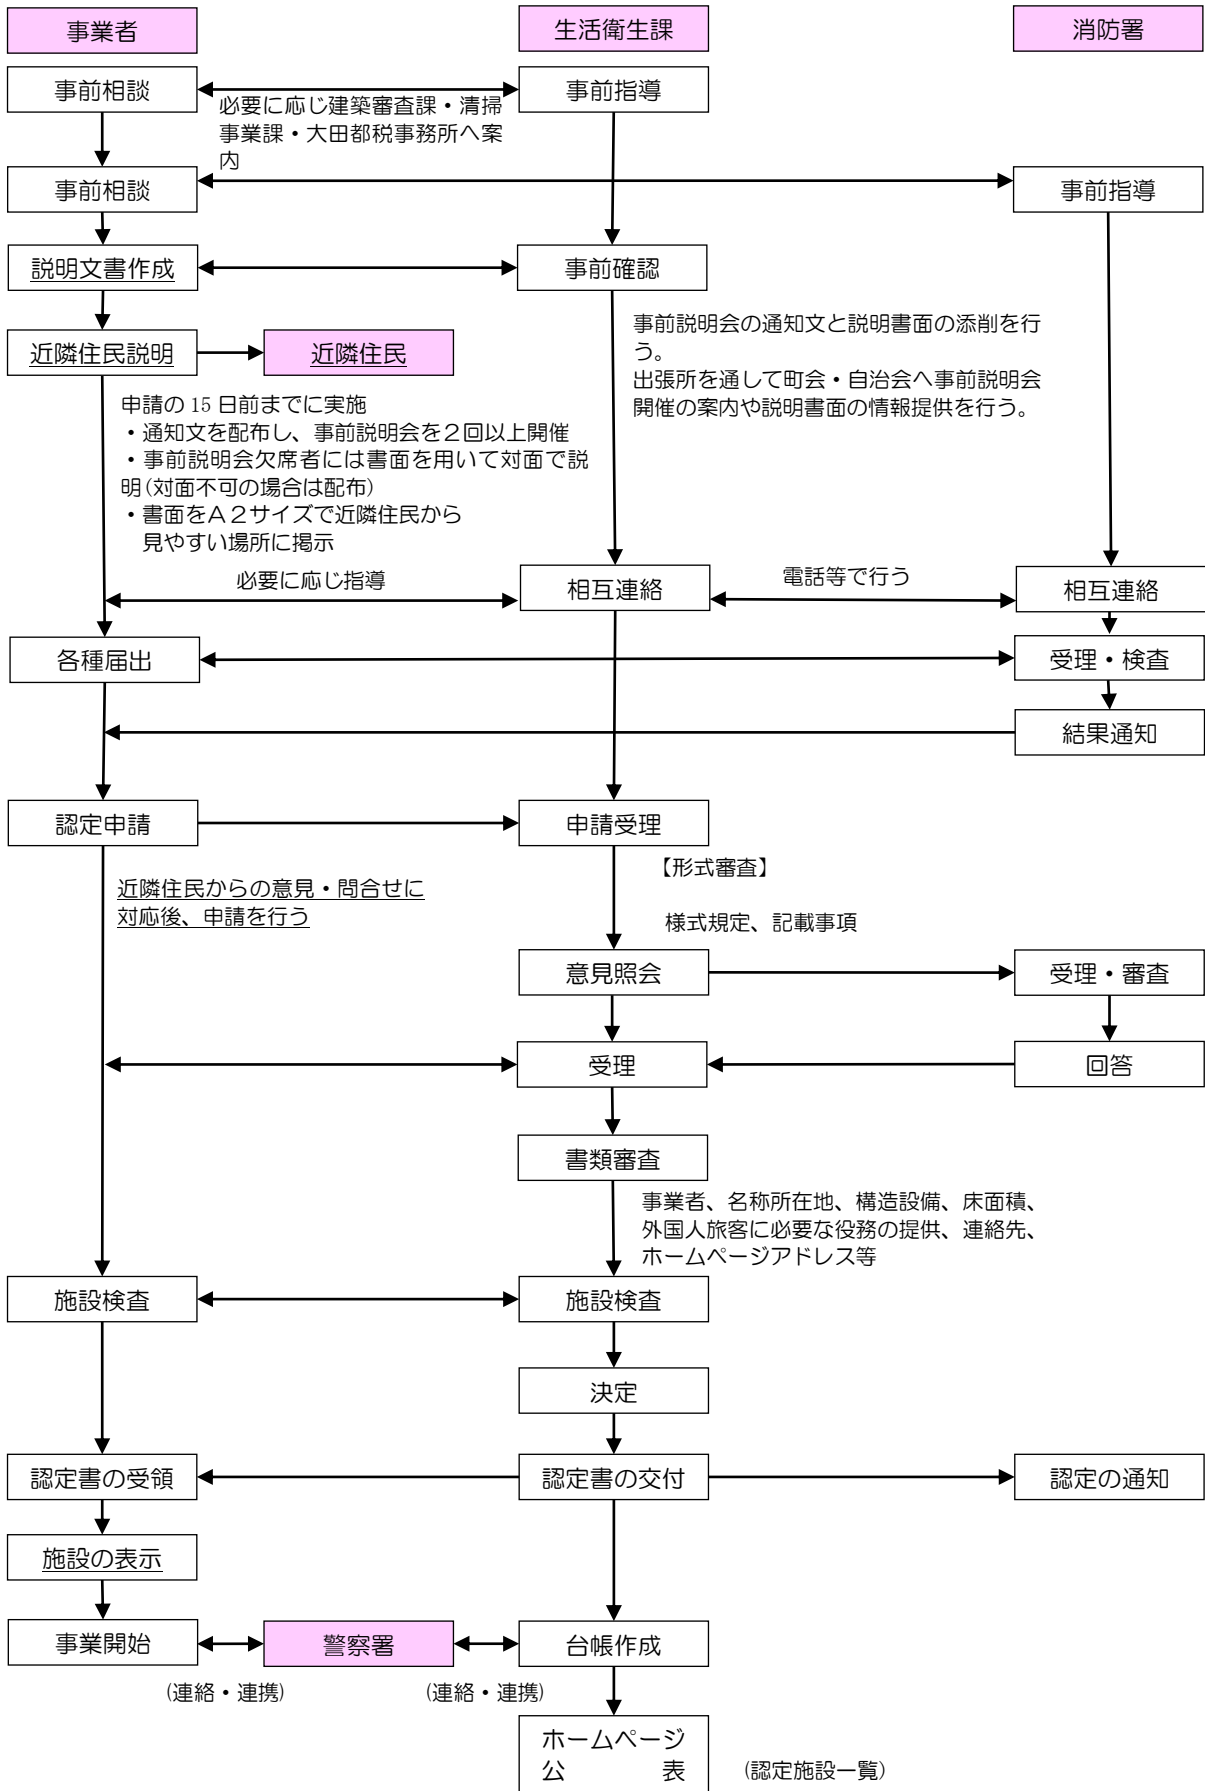 事業者
生活衛生課
消防署
事前相談
事前指導
必要に応じ建築審査課・清掃
事業課・大田都税事務所へ案
内
事前相談
事前指導
説明文書作成
事前確認
事前説明会の通知文と説明書面の添削を行
う。
出張所を通して町会・自治会へ事前説明会
開催の案内や説明書面の情報提供を行う。
近隣住民説明
近隣住民
申請の 15 日前までに実施
・通知文を配布し、事前説明会を2回以上開催
・事前説明会欠席者には書面を用いて対面で説
明(対面不可の場合は配布)
・書面をA2サイズで近隣住民から
見やすい場所に掲示
必要に応じ指導
相互連絡
電話等で行う
相互連絡
各種届出
受理・検査
結果通知
認定申請
申請受理
【形式審査】
近隣住民からの意見・問合せに
対応後、申請を行う
様式規定、記載事項
意見照会
受理・審査
受理
回答
書類審査
事業者、名称所在地、構造設備、床面積、
外国人旅客に必要な役務の提供、連絡先、
ホームページアドレス等
施設検査
施設検査
決定
認定書の受領
認定書の交付
認定の通知
施設の表示
事業開始
警察署
台帳作成
(連絡・連携)
(連絡・連携)
ホームページ
公 表
(認定施設一覧)